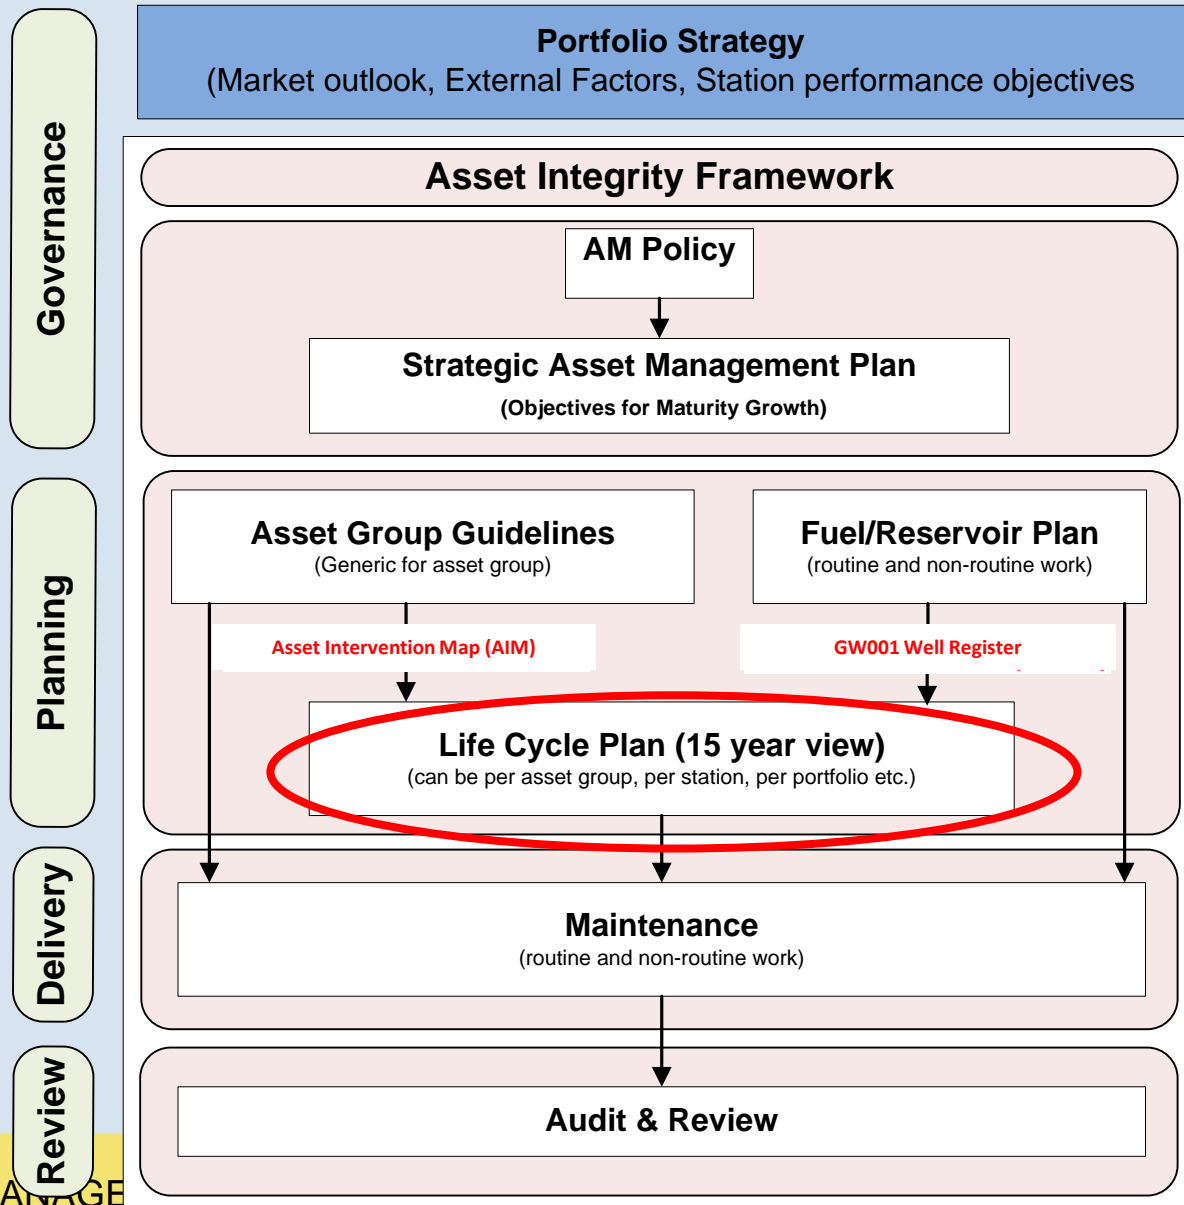 Portfolio Strategy
(Market outlook, External Factors, Station performance objectives
Governance
Asset Integrity Framework
AM Policy
Strategic Asset Management Plan
(Objectives for Maturity Growth)
Planning
Asset Group Guidelines
(Generic for asset group)
Fuel/Reservoir Plan
(routine and non-routine work)
Asset Intervention Map (AIM)
GW001 Well Register
Life Cycle Plan (15 year view)
(can be per asset group, per station, per portfolio etc.)
Delivery
Maintenance
(routine and non-routine work)
Review
Audit & Review
ANAGE